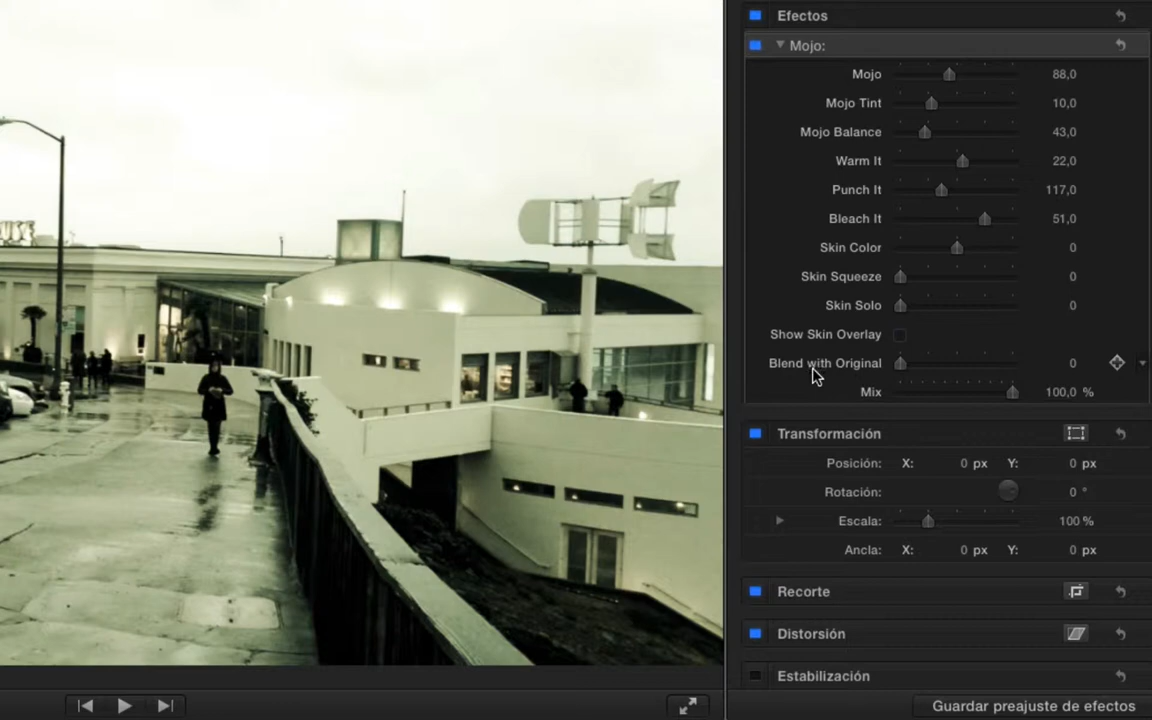 Efectos
Mojo:
Mojo 88,0
Mojo Tint 10,0
Mojo Balance 43,0
Warm It 22,0
Punch It 117,0
Bleach It 51,0
Skin Color 0
Skin Squeeze 0
Skin Solo 0
Show Skin Overlay
Blend with Original 0
Mix 100,0 %
Transformación
Posición: X: 0 px Y: 0 px
Rotación: 0 °
Escala: 100 %
Ancla: X: 0 px Y: 0 px
Recorte
Distorsión
Estabilización
Guardar preajuste de efectos